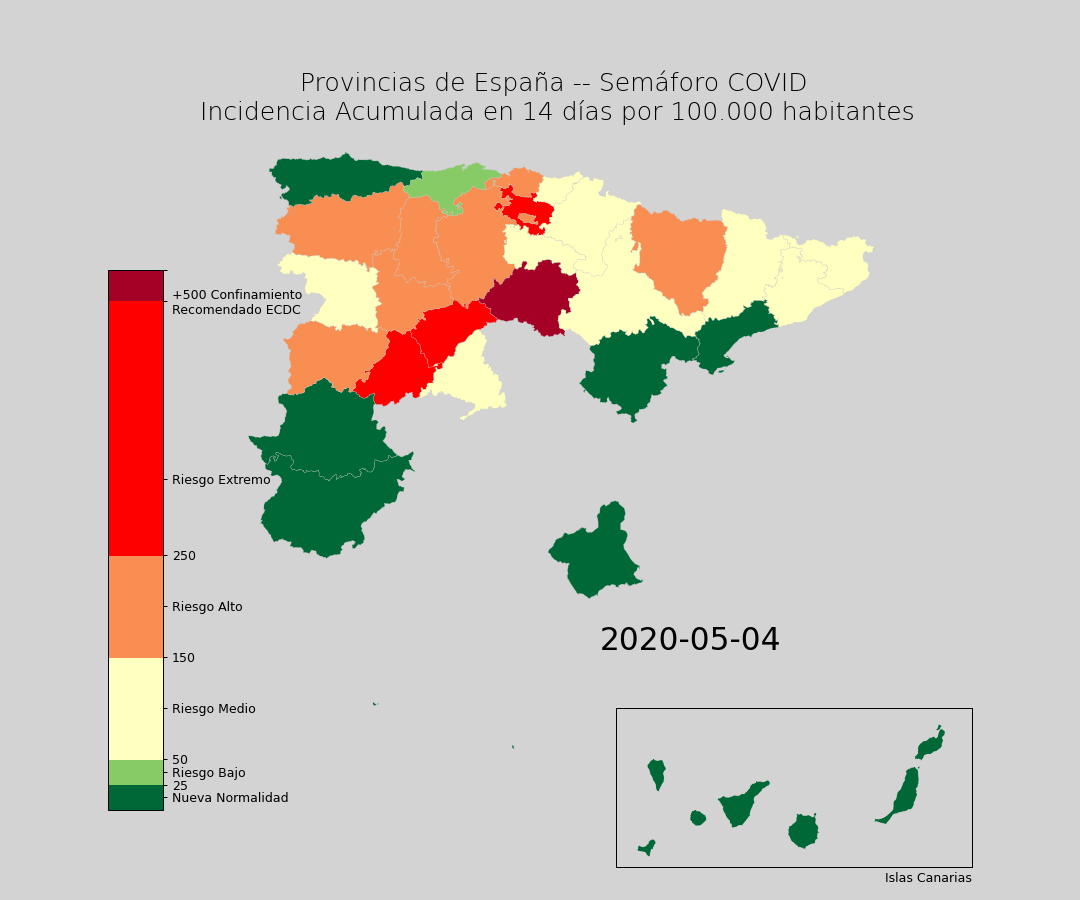 Provincias de España -- Semáforo COVID
Incidencia Acumulada en 14 días por 100.000 habitantes
+500 Confinamiento
Recomendado ECDC
Riesgo Extremo
250
Riesgo Alto
150
Riesgo Medio
50
Riesgo Bajo
25
Nueva Normalidad
2020-05-04
Islas Canarias